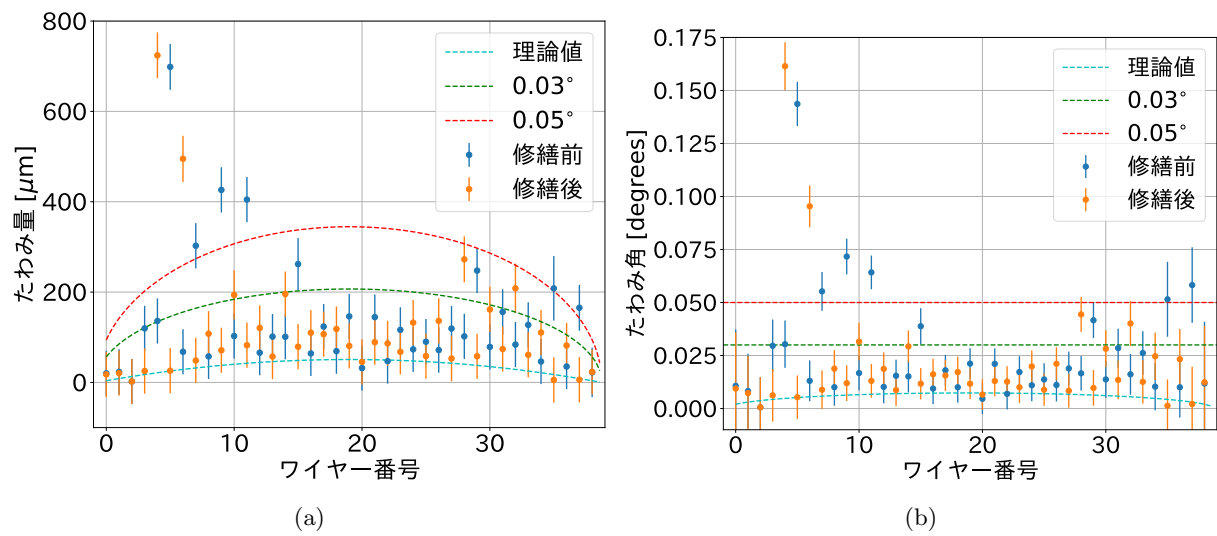 800
600
400
200
0
0
10
20
30
たわみ量 [μm]
ワイヤー番号
理論値
0.03°
0.05°
修繕前
修繕後
(a)
0.175
0.150
0.125
0.100
0.075
0.050
0.025
0.000
0
10
20
30
たわみ角 [degrees]
ワイヤー番号
理論値
0.03°
0.05°
修繕前
修繕後
(b)